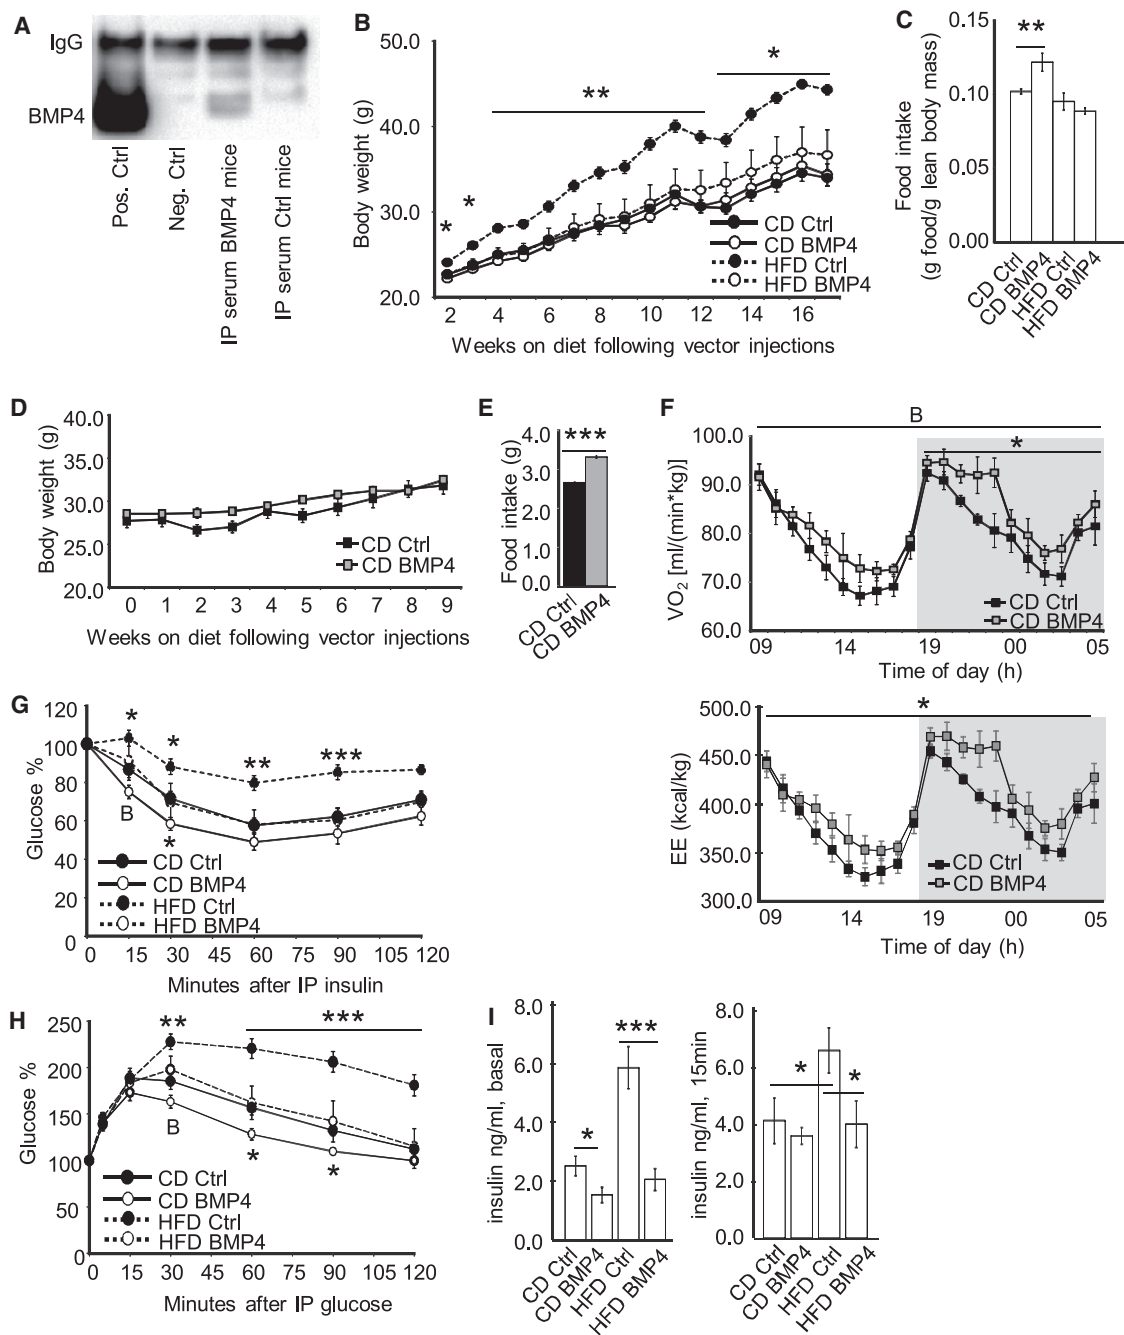 A
IgG
BMP4
Pos. Ctrl
Neg. Ctrl
IP serum BMP4 mice
IP serum Ctrl mice
B
Body weight (g)
50.0
40.0
30.0
20.0
*
*
**
*
CD Ctrl
CD BMP4
HFD Ctrl
HFD BMP4
2 4 6 8 10 12 14 16
Weeks on diet following vector injections
C
Food intake
(g food/g lean body mass)
0.15
0.10
0.05
0.00
**
CD Ctrl
CD BMP4
HFD Ctrl
HFD BMP4
D
Body weight (g)
40.0
35.0
30.0
25.0
20.0
CD Ctrl
CD BMP4
0 1 2 3 4 5 6 7 8 9
Weeks on diet following vector injections
E
Food intake (g)
4.0
3.0
2.0
1.0
0.0
***
CD Ctrl
CD BMP4
F
B
*
VO2 [ml/(min*kg)]
100.0
90.0
80.0
70.0
60.0
CD Ctrl
CD BMP4
09 14 19 00 05
Time of day (h)
*
EE (kcal/kg)
500.0
450.0
400.0
350.0
300.0
CD Ctrl
CD BMP4
09 14 19 00 05
Time of day (h)
G
Glucose %
120
100
80
60
40
20
0
* * ** ***
B
*
CD Ctrl
CD BMP4
HFD Ctrl
HFD BMP4
0 15 30 45 60 75 90 105 120
Minutes after IP insulin
H
Glucose %
250
200
150
100
50
0
** ***
B
* *
CD Ctrl
CD BMP4
HFD Ctrl
HFD BMP4
0 15 30 45 60 75 90 105 120
Minutes after IP glucose
I
insulin ng/ml, basal
8.0
6.0
4.0
2.0
0.0
*
***
CD Ctrl
CD BMP4
HFD Ctrl
HFD BMP4
insulin ng/ml, 15min
8.0
6.0
4.0
2.0
0.0
*
*
CD Ctrl
CD BMP4
HFD Ctrl
HFD BMP4